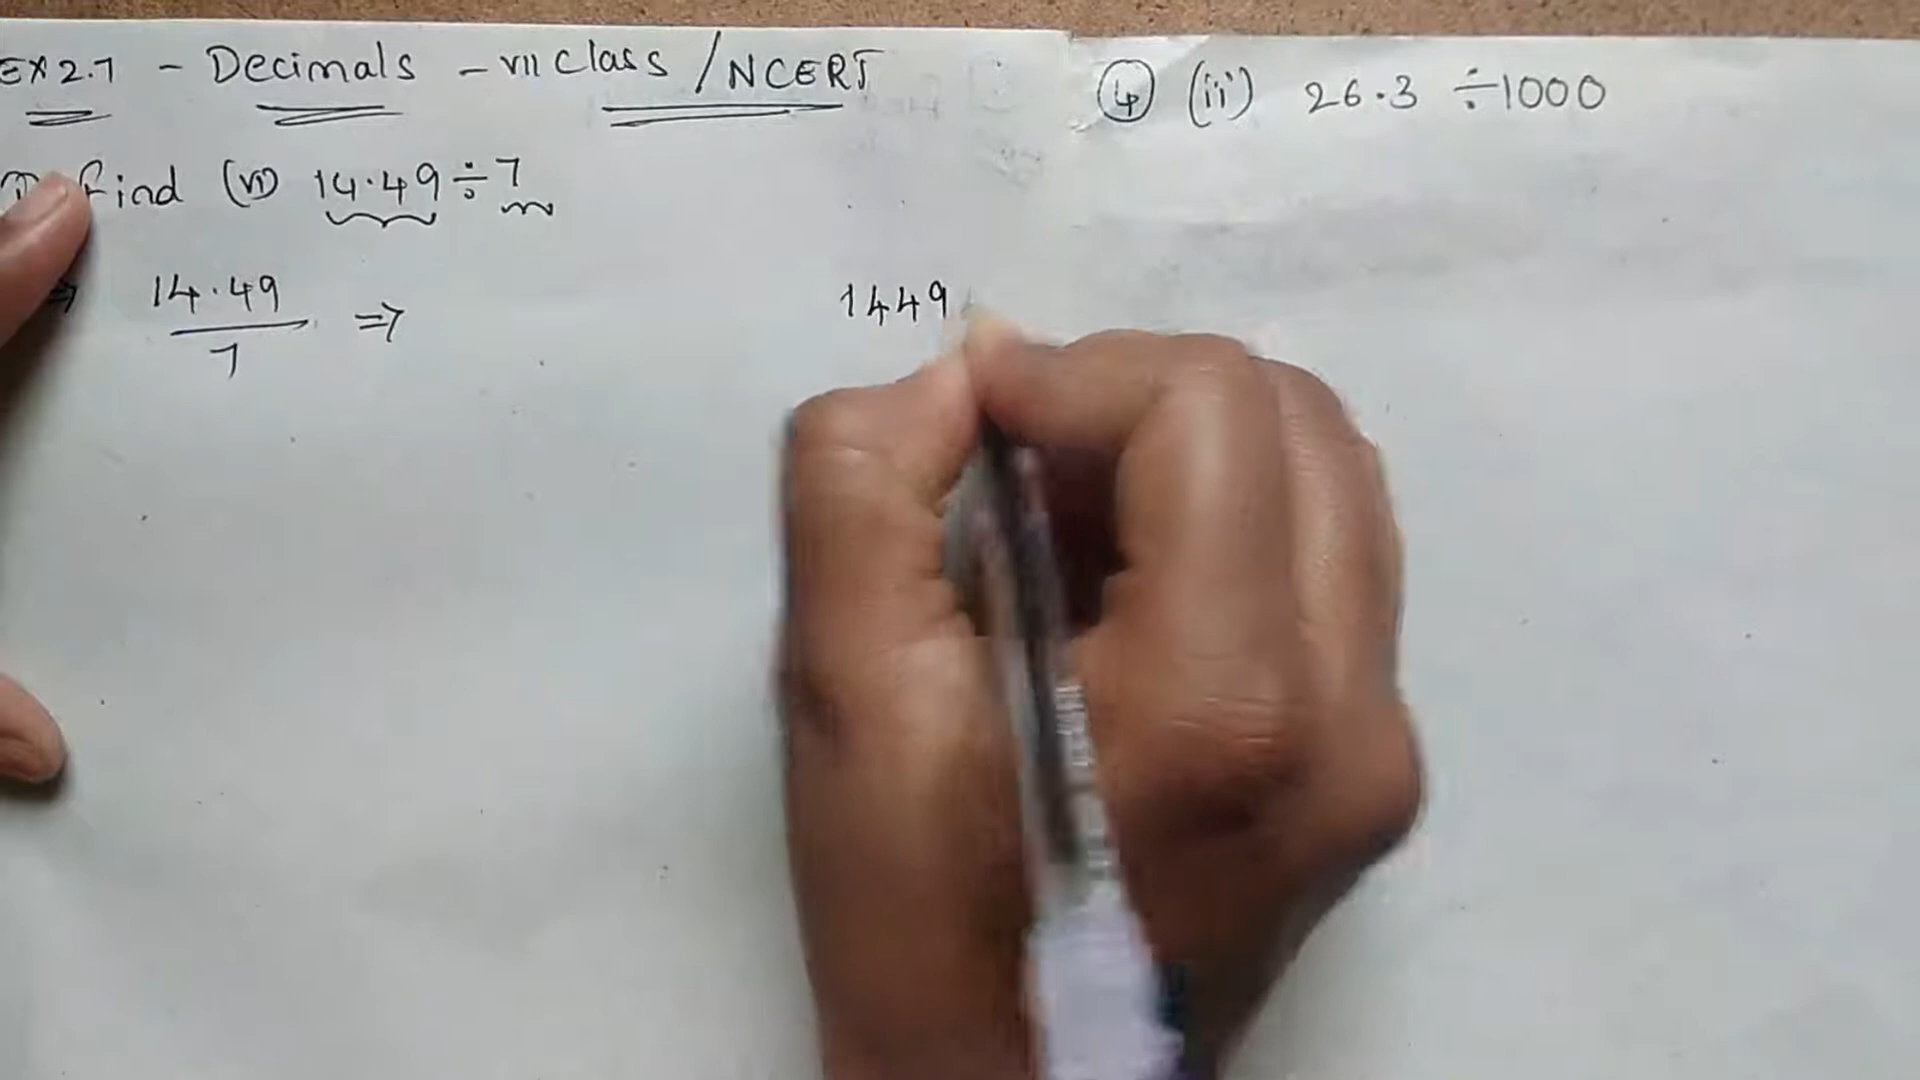 EX 2.7 - Decimals - VII Class / NCERT
find (vi) 14.49 ÷ 7
⇒ 14.49 ⇒
7
1449
④ (ii) 26.3 ÷ 1000